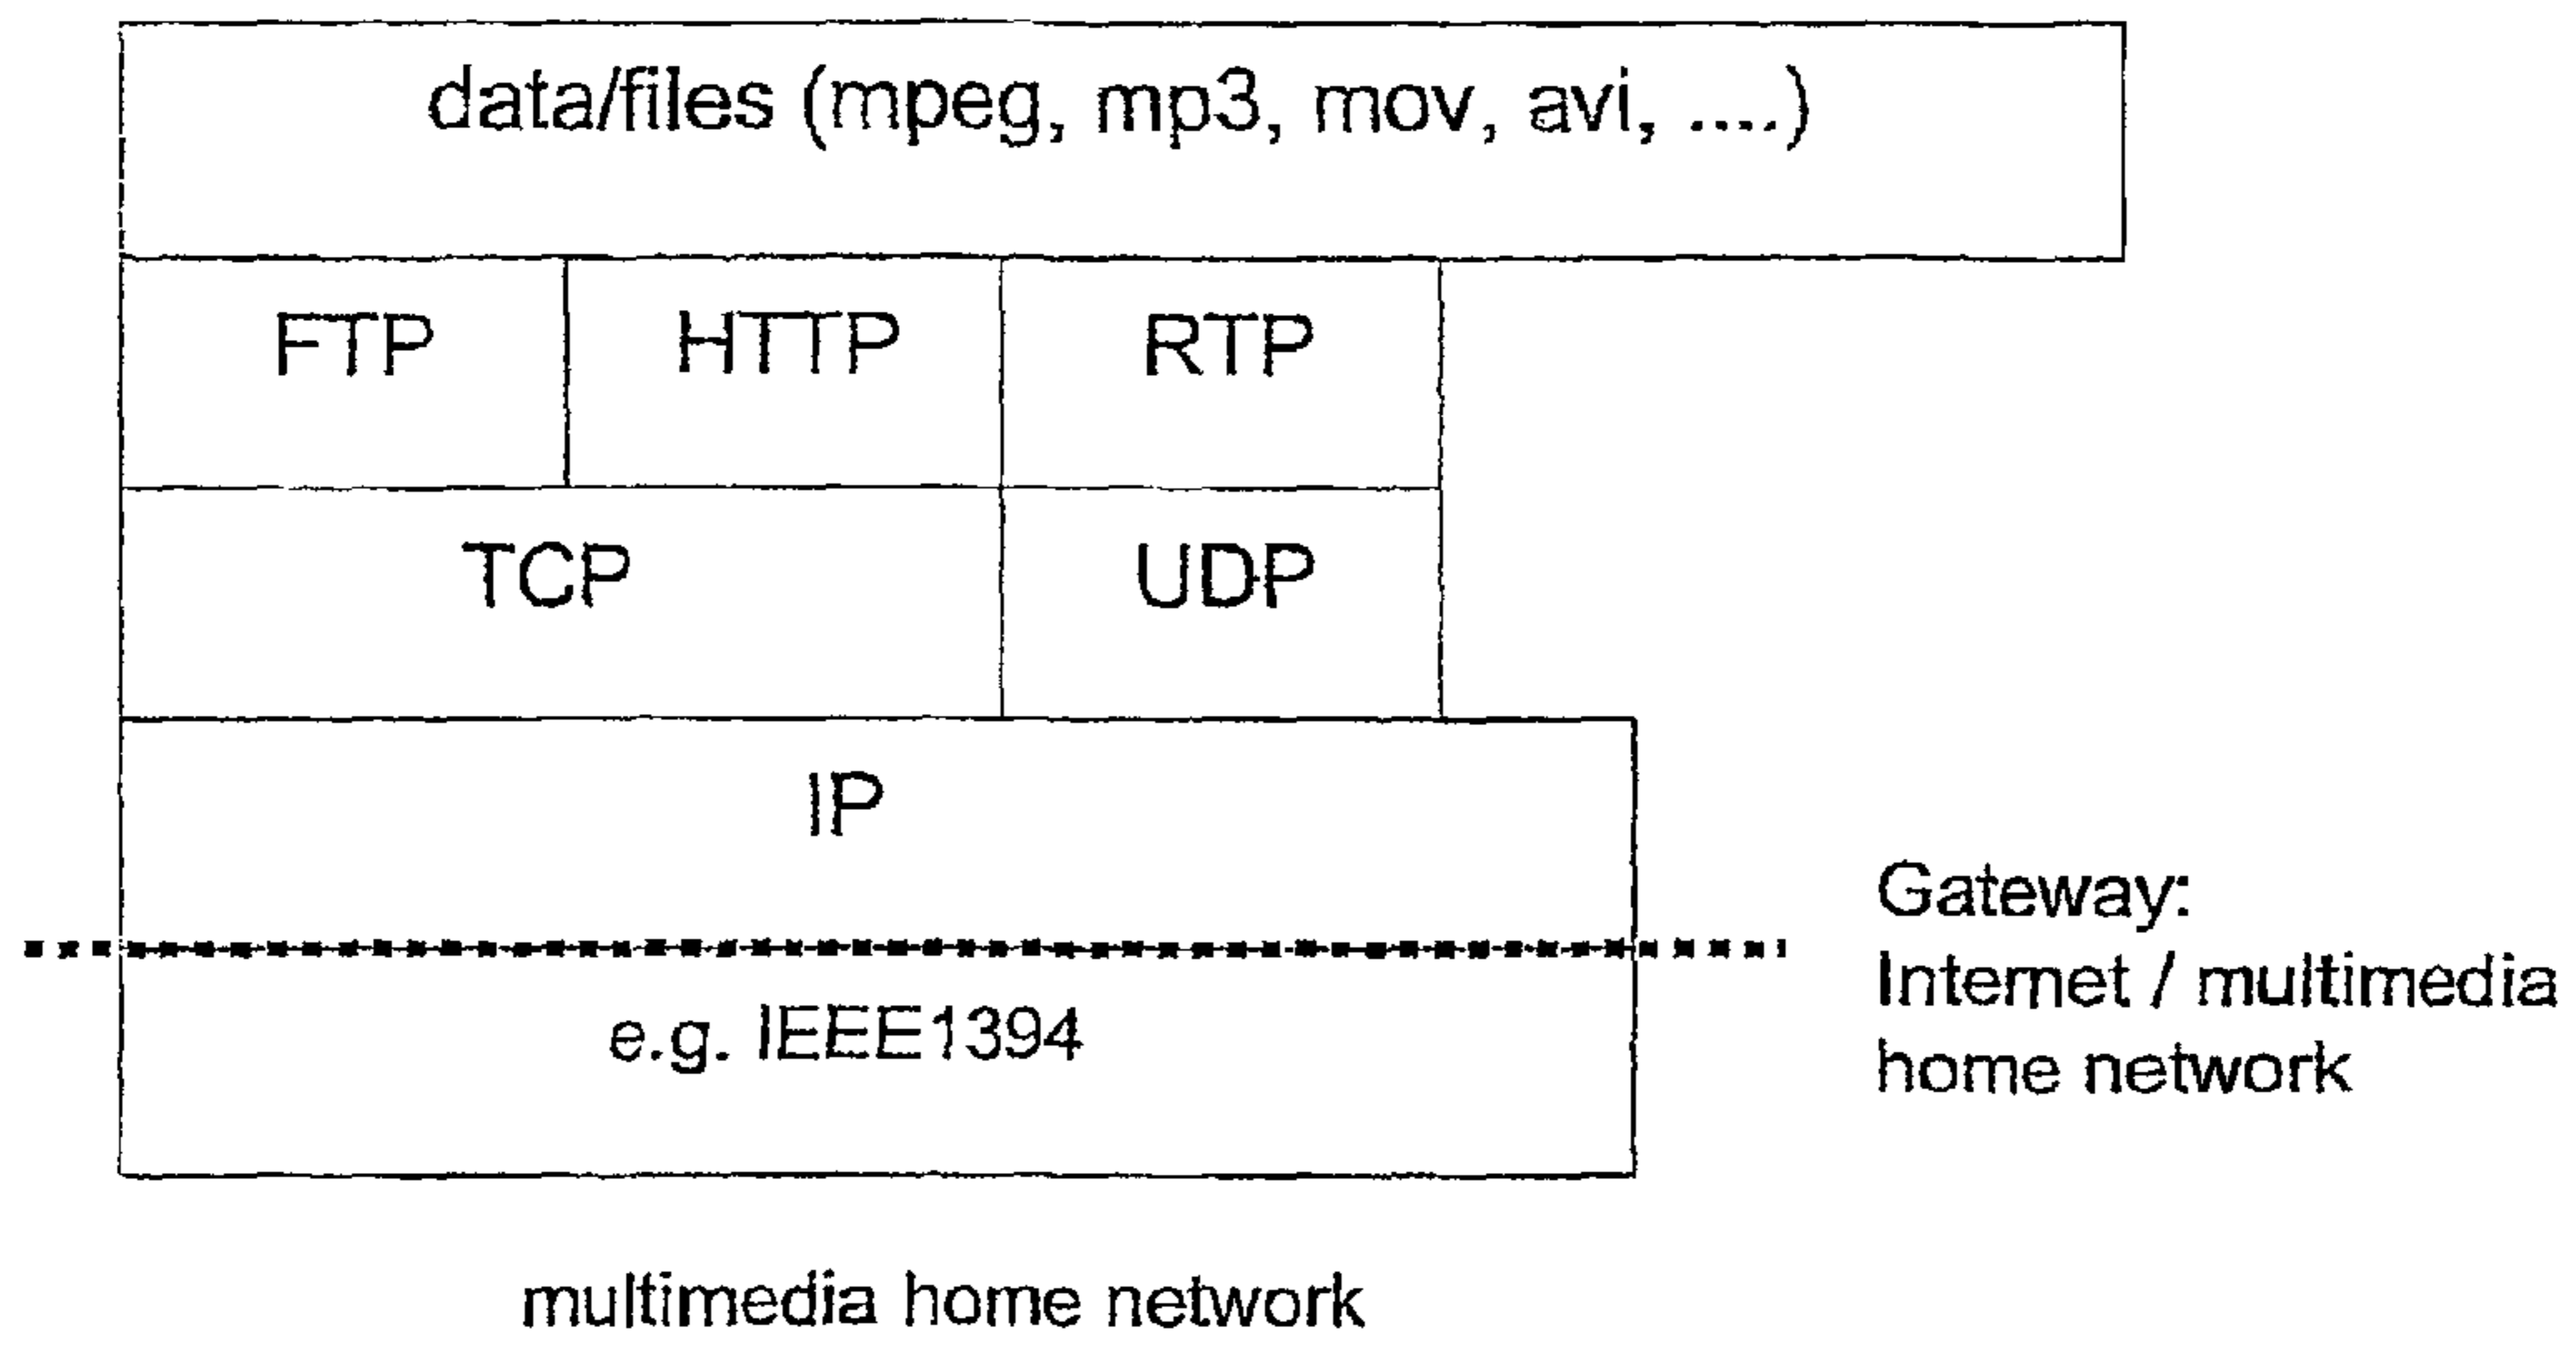 data/files (mpeg, mp3, mov, avi, ....)
FTP HTTP RTP
TCP UDP
IP
Gateway:
Internet / multimedia
home network
e.g. IEEE1394
multimedia home network